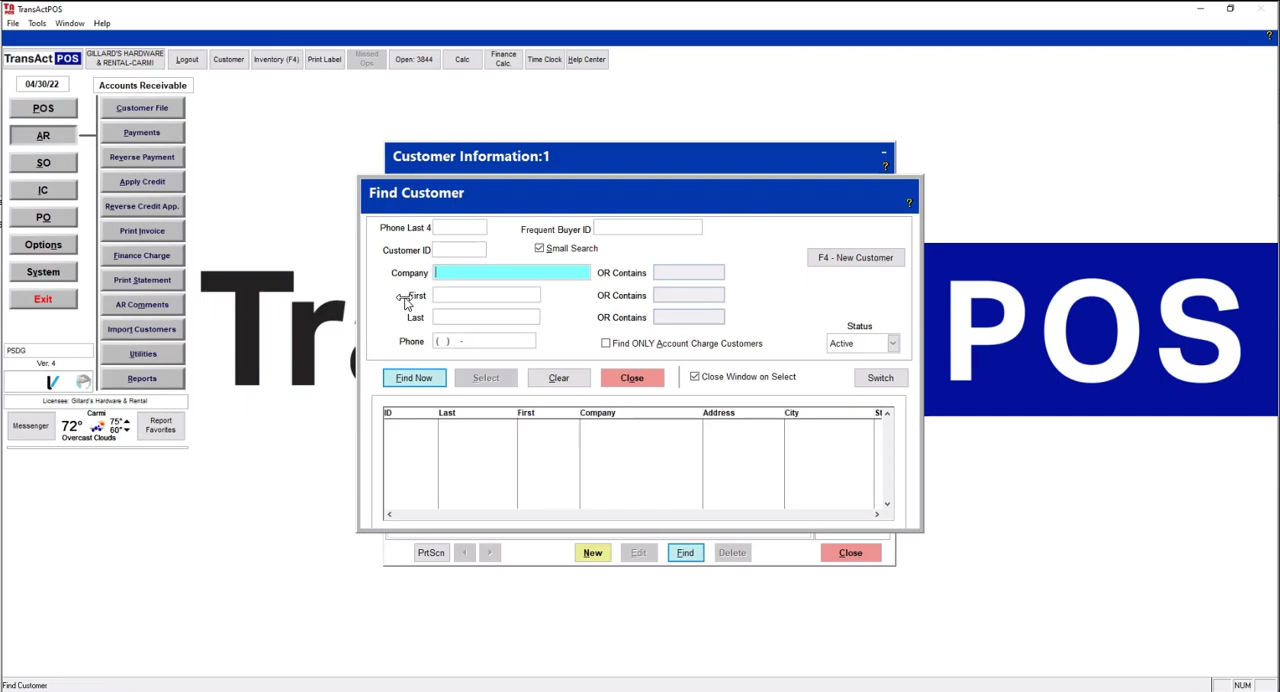 TransActPOS
File Tools Window Help
?
TransAct POS
GILLARD'S HARDWARE
& RENTAL-CARMI
Logout
Customer
Inventory (F4)
Print Label
Missed
Ops
Open: 3844
Calc
Finance
Calc.
Time Clock
Help Center
04/30/22
Accounts Receivable
POS
AR
SO
IC
PO
Options
System
Exit
Customer File
Payments
Reverse Payment
Apply Credit
Reverse Credit App.
Print Invoice
Finance Charge
Print Statement
AR Comments
Import Customers
Utilities
Reports
PSDG
Ver. 4
Licensee: Gillard's Hardware & Rental
Messenger
Carmi
72° 75°
60°
Overcast Clouds
Report
Favorites
Tr
POS
Customer Information:1
?
Find Customer
?
Phone Last 4
Frequent Buyer ID
Customer ID
Small Search
F4 - New Customer
Company
OR Contains
First
OR Contains
Last
OR Contains
Status
Phone ( ) -
Find ONLY Account Charge Customers
Active
Find Now
Select
Clear
Close
Close Window on Select
Switch
ID Last First Company Address City St
PrtScn
New
Edit
Find
Delete
Close
Find Customer
NUM